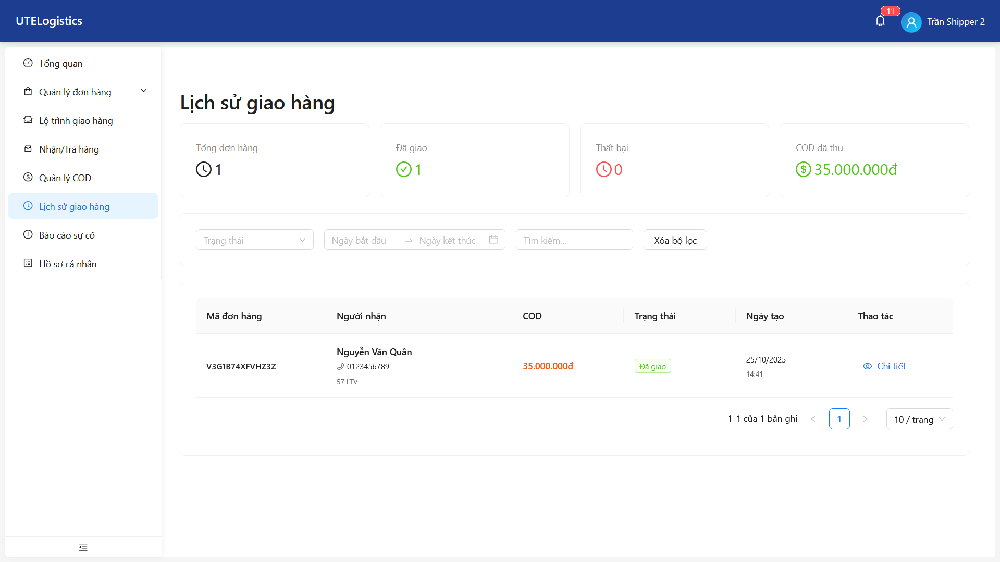 UTELogistics
11
Trần Shipper 2
Tổng quan
Quản lý đơn hàng
Lộ trình giao hàng
Nhận/Trả hàng
Quản lý COD
Lịch sử giao hàng
Báo cáo sự cố
Hồ sơ cá nhân
Lịch sử giao hàng
Tổng đơn hàng
1
Đã giao
1
Thất bại
0
COD đã thu
35.000.000đ
Trạng thái
Ngày bắt đầu
Ngày kết thúc
Tìm kiếm...
Xóa bộ lọc
Mã đơn hàng
Người nhận
COD
Trạng thái
Ngày tạo
Thao tác
V3G1B74XFVHZ3Z
Nguyễn Văn Quân
0123456789
57 LTV
35.000.000đ
Đã giao
25/10/2025
14:41
Chi tiết
1-1 của 1 bản ghi
1
10 / trang